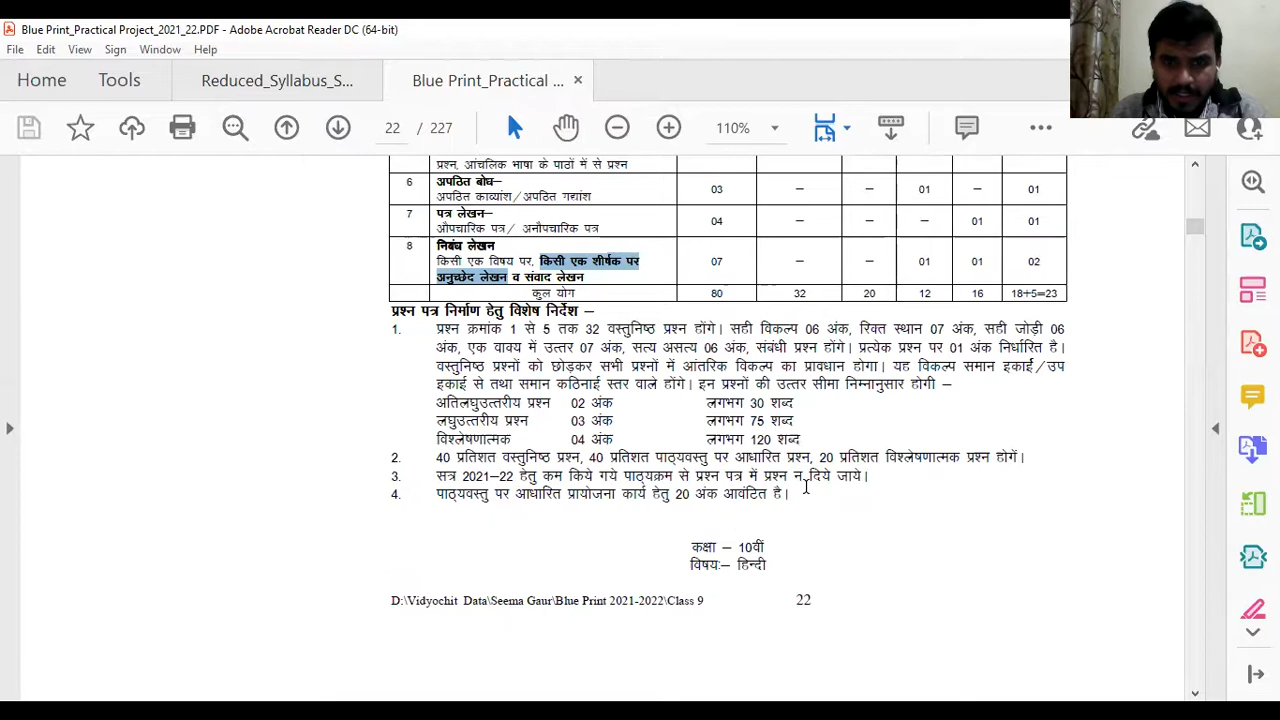 Blue Print_Practical Project_2021_22.PDF - Adobe Acrobat Reader DC (64-bit)
File Edit View Sign Window Help
Home Tools Reduced_Syllabus_S... Blue Print_Practical ... ×
22 / 227 110%
प्रश्न, आंचलिक भाषा के पाठों में से प्रश्न
6 अपठित बोध– 03 – – 01 – 01
अपठित काव्यांश/अपठित गद्यांश
7 पत्र लेखन– 04 – – – 01 01
औपचारिक पत्र/ अनौपचारिक पत्र
8 निबंध लेखन
किसी एक विषय पर, किसी एक शीर्षक पर 07 – – 01 01 02
अनुच्छेद लेखन व संवाद लेखन
कुल योग 80 32 20 12 16 18+5=23
प्रश्न पत्र निर्माण हेतु विशेष निर्देश –
1. प्रश्न क्रमांक 1 से 5 तक 32 वस्तुनिष्ठ प्रश्न होंगे। सही विकल्प 06 अंक, रिक्त स्थान 07 अंक, सही जोड़ी 06
अंक, एक वाक्य में उत्तर 07 अंक, सत्य असत्य 06 अंक, संबंधी प्रश्न होंगे। प्रत्येक प्रश्न पर 01 अंक निर्धारित है।
वस्तुनिष्ठ प्रश्नों को छोड़कर सभी प्रश्नों में आंतरिक विकल्प का प्रावधान होगा। यह विकल्प समान इकाई/उप
इकाई से तथा समान कठिनाई स्तर वाले होंगे। इन प्रश्नों की उत्तर सीमा निम्नानुसार होगी –
अतिलघुउत्तरीय प्रश्न 02 अंक लगभग 30 शब्द
लघुउत्तरीय प्रश्न 03 अंक लगभग 75 शब्द
विश्लेषणात्मक 04 अंक लगभग 120 शब्द
2. 40 प्रतिशत वस्तुनिष्ठ प्रश्न, 40 प्रतिशत पाठ्यवस्तु पर आधारित प्रश्न, 20 प्रतिशत विश्लेषणात्मक प्रश्न होगें।
3. सत्र 2021–22 हेतु कम किये गये पाठ्यक्रम से प्रश्न पत्र में प्रश्न न दिये जाये।
4. पाठ्यवस्तु पर आधारित प्रायोजना कार्य हेतु 20 अंक आवंटित है।
कक्षा – 10वीं
विषय:– हिन्दी
D:\Vidyochit Data\Seema Gaur\Blue Print 2021-2022\Class 9 22